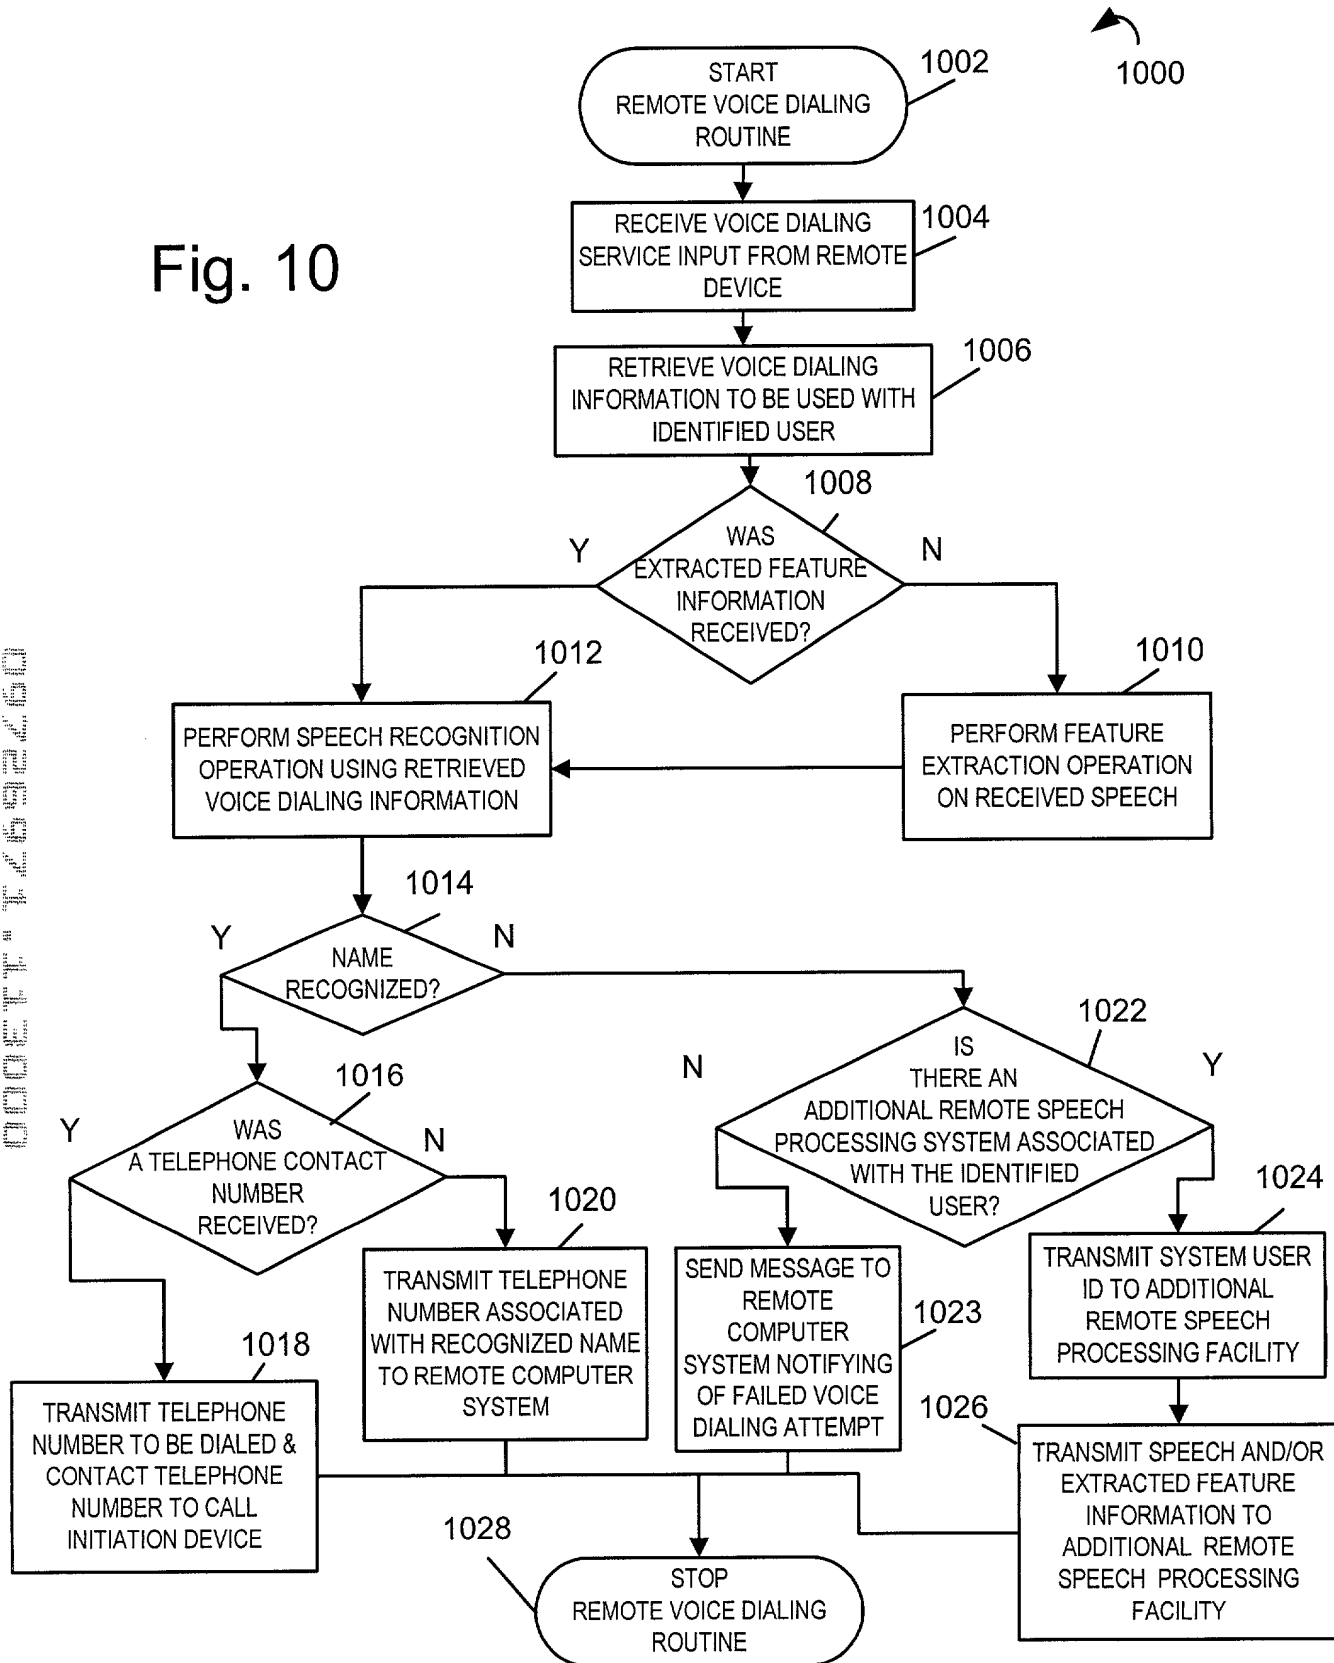 1000
START
REMOTE VOICE DIALING
ROUTINE
1002
Fig. 10
RECEIVE VOICE DIALING
SERVICE INPUT FROM REMOTE
DEVICE
1004
RETRIEVE VOICE DIALING
INFORMATION TO BE USED WITH
IDENTIFIED USER
1006
1008
WAS
EXTRACTED FEATURE
INFORMATION
RECEIVED?
Y
N
1012
PERFORM SPEECH RECOGNITION
OPERATION USING RETRIEVED
VOICE DIALING INFORMATION
1010
PERFORM FEATURE
EXTRACTION OPERATION
ON RECEIVED SPEECH
1014
Y
N
NAME
RECOGNIZED?
1016
Y
N
WAS
A TELEPHONE CONTACT
NUMBER
RECEIVED?
1022
N
Y
IS
THERE AN
ADDITIONAL REMOTE SPEECH
PROCESSING SYSTEM ASSOCIATED
WITH THE IDENTIFIED
USER?
1018
TRANSMIT TELEPHONE
NUMBER TO BE DIALED &
CONTACT TELEPHONE
NUMBER TO CALL
INITIATION DEVICE
1020
TRANSMIT TELEPHONE
NUMBER ASSOCIATED
WITH RECOGNIZED NAME
TO REMOTE COMPUTER
SYSTEM
1023
SEND MESSAGE TO
REMOTE
COMPUTER
SYSTEM NOTIFYING
OF FAILED VOICE
DIALING ATTEMPT
1024
TRANSMIT SYSTEM USER
ID TO ADDITIONAL
REMOTE SPEECH
PROCESSING FACILITY
1026
TRANSMIT SPEECH AND/OR
EXTRACTED FEATURE
INFORMATION TO
ADDITIONAL REMOTE
SPEECH PROCESSING
FACILITY
1028
STOP
REMOTE VOICE DIALING
ROUTINE